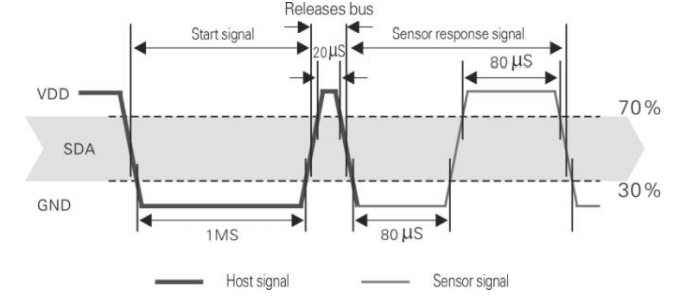 Releases bus
Start signal
20μS
Sensor response signal
80 μS
VDD
70%
SDA
30%
GND
1MS
80 μS
Host signal
Sensor signal